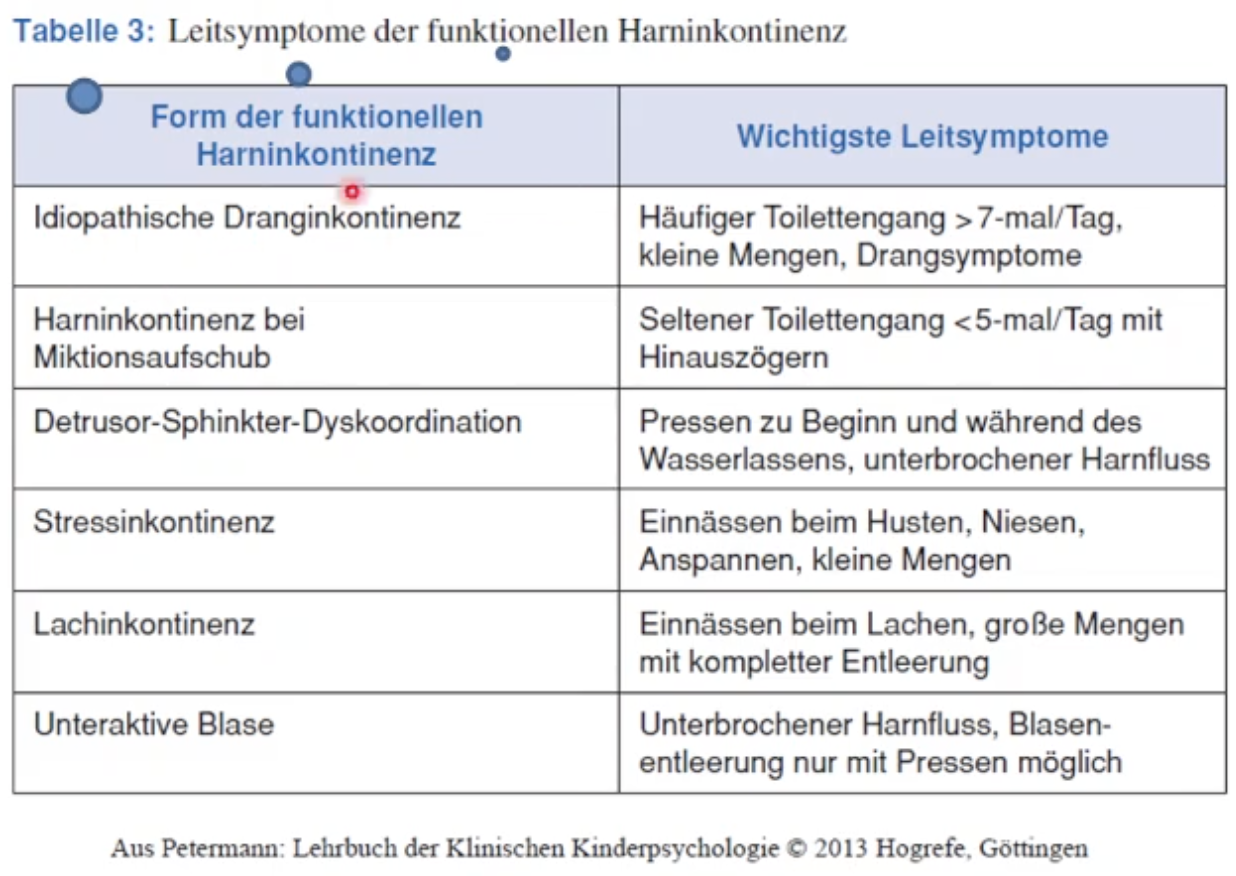 Tabelle 3: Leitsymptome der funktionellen Harninkontinenz
Form der funktionellen
Harninkontinenz
Wichtigste Leitsymptome
Idiopathische Dranginkontinenz
Häufiger Toilettengang >7-mal/Tag,
kleine Mengen, Drangsymptome
Harninkontinenz bei
Miktionsaufschub
Seltener Toilettengang <5-mal/Tag mit
Hinauszögern
Detrusor-Sphinkter-Dyskoordination
Pressen zu Beginn und während des
Wasserlassens, unterbrochener Harnfluss
Stressinkontinenz
Einnässen beim Husten, Niesen,
Anspannen, kleine Mengen
Lachinkontinenz
Einnässen beim Lachen, große Mengen
mit kompletter Entleerung
Unteraktive Blase
Unterbrochener Harnfluss, Blasen-
entleerung nur mit Pressen möglich
Aus Petermann: Lehrbuch der Klinischen Kinderpsychologie © 2013 Hogrefe, Göttingen